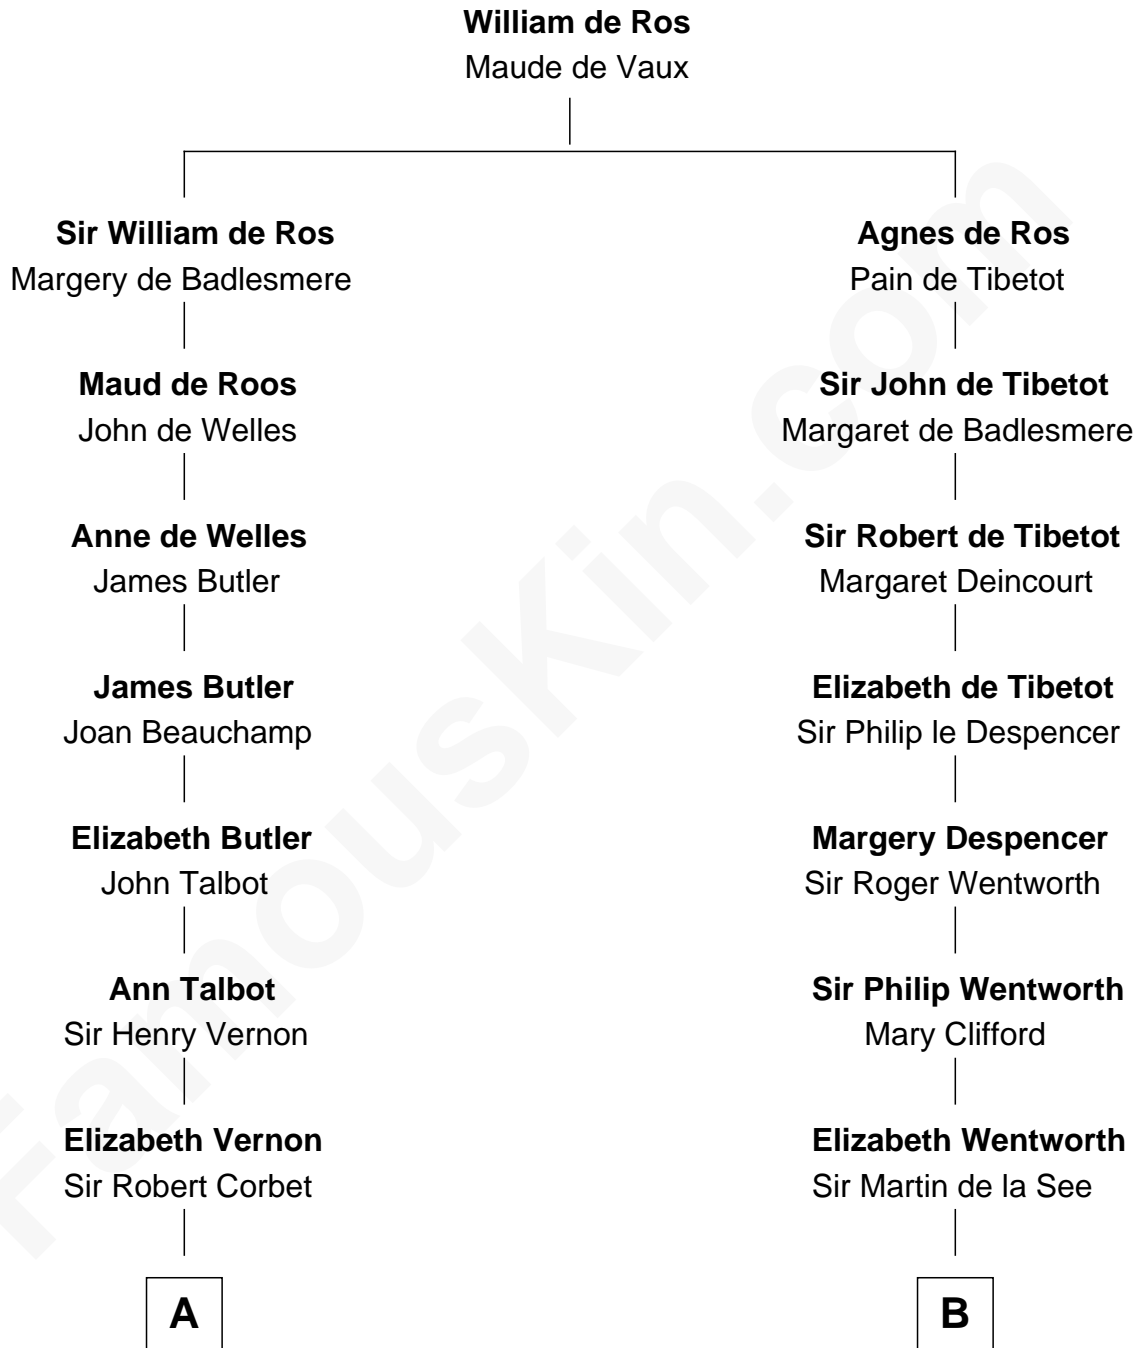 William de Ros
Maude de Vaux
Sir William de Ros
Margery de Badlesmere
Agnes de Ros
Pain de Tibetot
Maud de Roos
John de Welles
Sir John de Tibetot
Margaret de Badlesmere
Anne de Welles
James Butler
Sir Robert de Tibetot
Margaret Deincourt
James Butler
Joan Beauchamp
Elizabeth de Tibetot
Sir Philip le Despencer
Elizabeth Butler
John Talbot
Margery Despencer
Sir Roger Wentworth
Ann Talbot
Sir Henry Vernon
Sir Philip Wentworth
Mary Clifford
Elizabeth Vernon
Sir Robert Corbet
Elizabeth Wentworth
Sir Martin de la See
A
B
FamousKin.com